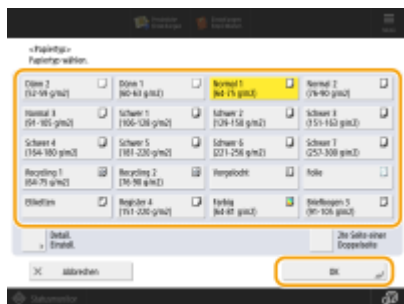 <Papiertyp>
Papiertyp wählen.
Dünn 2
(52-59 g/m2)
Dünn 1
(60-63 g/m2)
Normal 1
(64-75 g/m2)
Normal 2
(76-90 g/m2)
Normal 3
(91-105 g/m2)
Schwer 1
(106-128 g/m2)
Schwer 2
(129-150 g/m2)
Schwer 3
(151-163 g/m2)
Schwer 4
(164-180 g/m2)
Schwer 5
(181-220 g/m2)
Schwer 6
(221-256 g/m2)
Schwer 7
(257-300 g/m2)
Recycling 1
(64-75 g/m2)
Recycling 2
(76-90 g/m2)
Vorgelocht
Folie
Etiketten
Register 4
(151-220 g/m2)
Farbig
(64-81 g/m2)
Briefbogen 5
(91-105 g/m2)
Detail.
Einstell.
2te Seite einer
Doppelseite
Abbrechen
OK
Statusmonitor